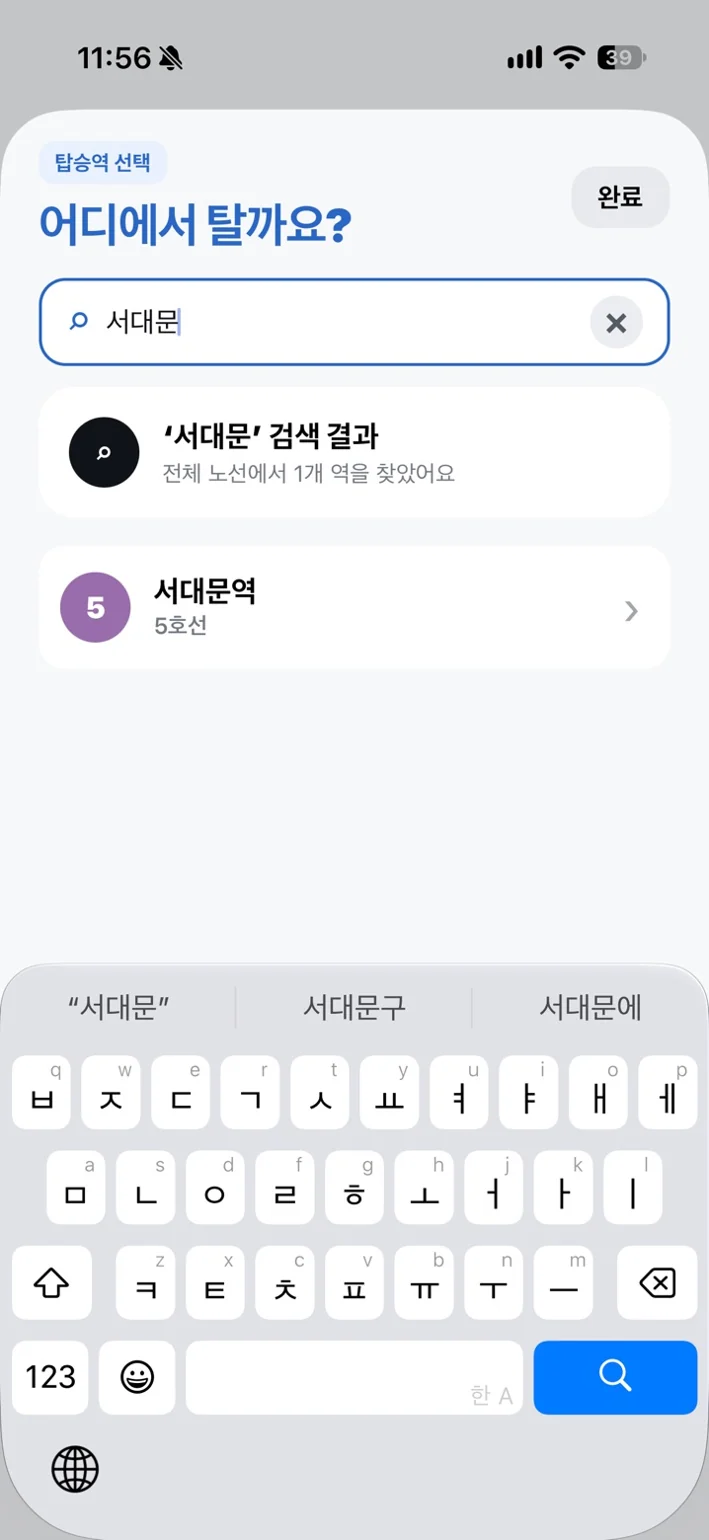 11:56
39
탑승역 선택
어디에서 탈까요?
완료
서대문
‘서대문’ 검색 결과
전체 노선에서 1개 역을 찾았어요
5
서대문역
5호선
“서대문” 서대문구 서대문에
q w e r t y u i o p
ㅂ ㅈ ㄷ ㄱ ㅅ ㅛ ㅕ ㅑ ㅐ ㅔ
a s d f g h j k l
ㅁ ㄴ ㅇ ㄹ ㅎ ㅗ ㅓ ㅏ ㅣ
z x c v b n m
ㅋ ㅌ ㅊ ㅍ ㅠ ㅜ ㅡ
123
한 A